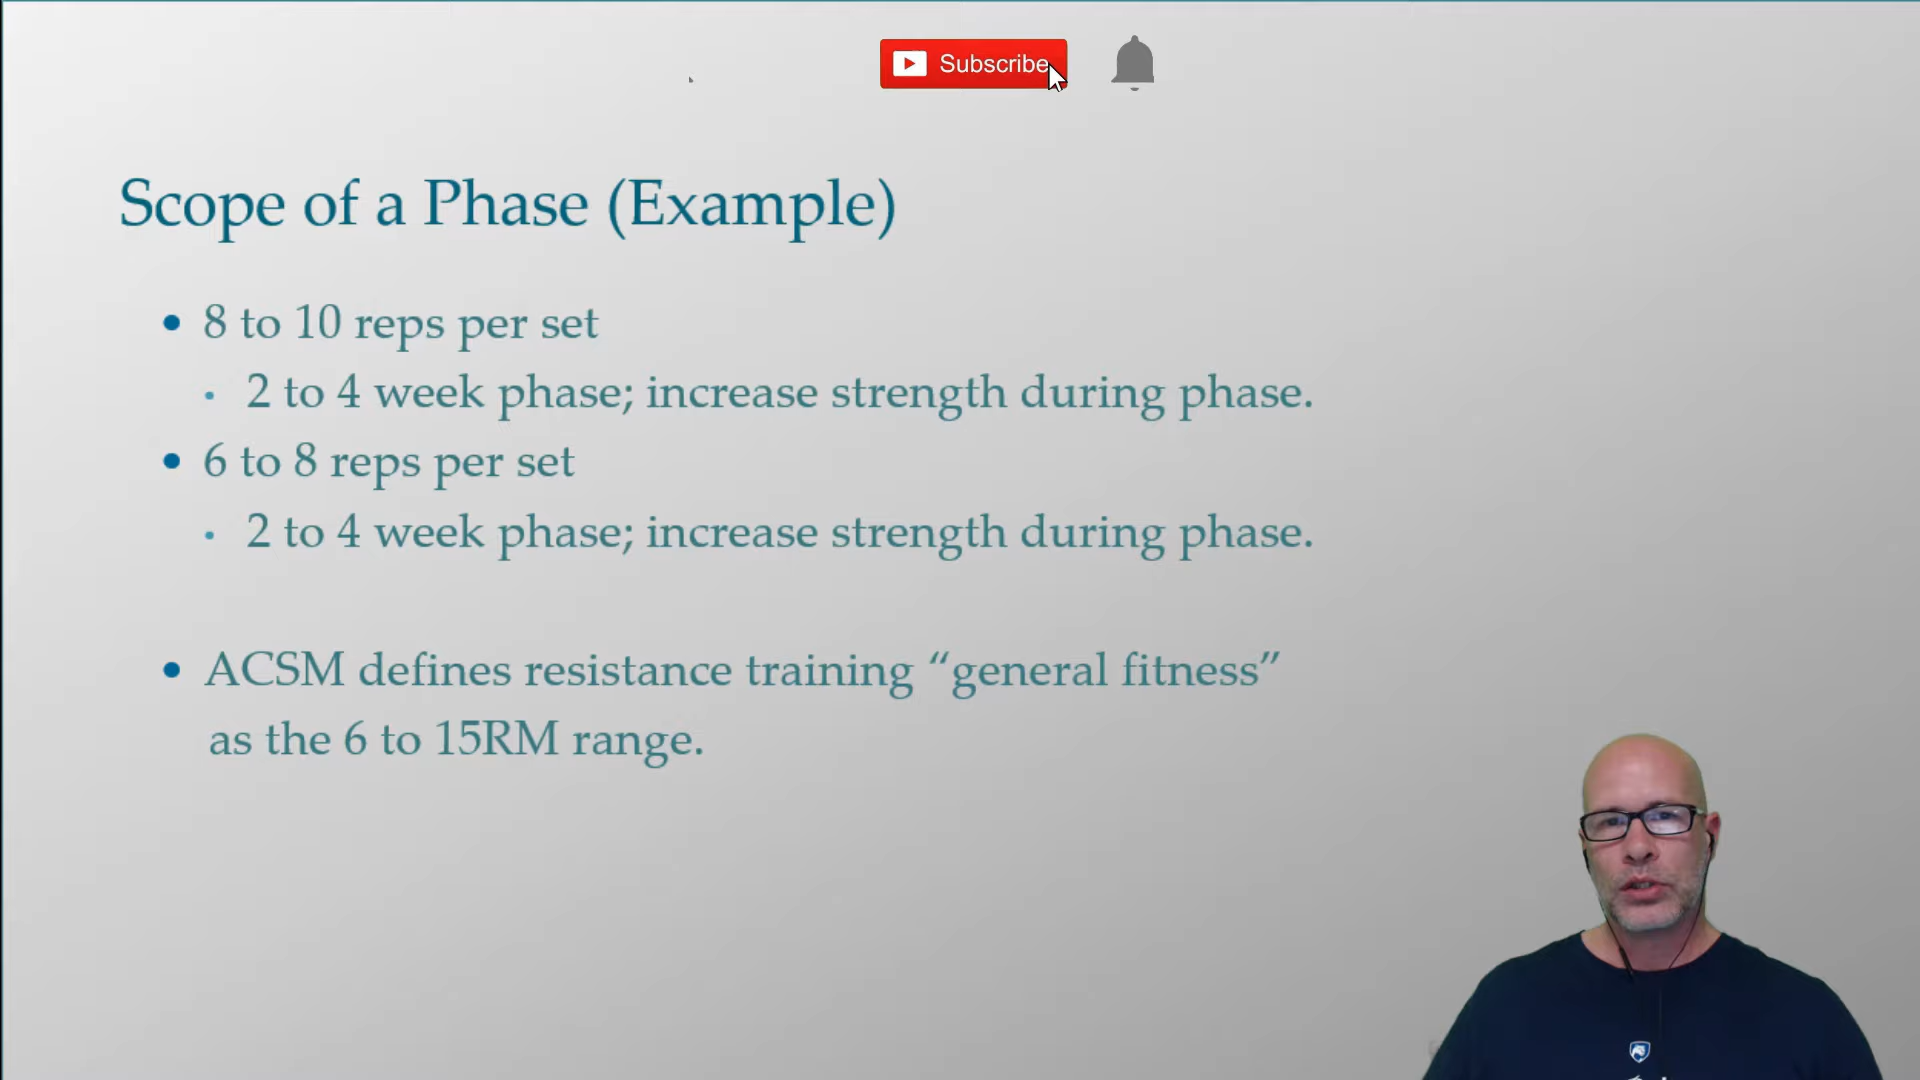 Subscribe
Scope of a Phase (Example)
• 8 to 10 reps per set
• 2 to 4 week phase; increase strength during phase.
• 6 to 8 reps per set
• 2 to 4 week phase; increase strength during phase.
• ACSM defines resistance training “general fitness”
as the 6 to 15RM range.